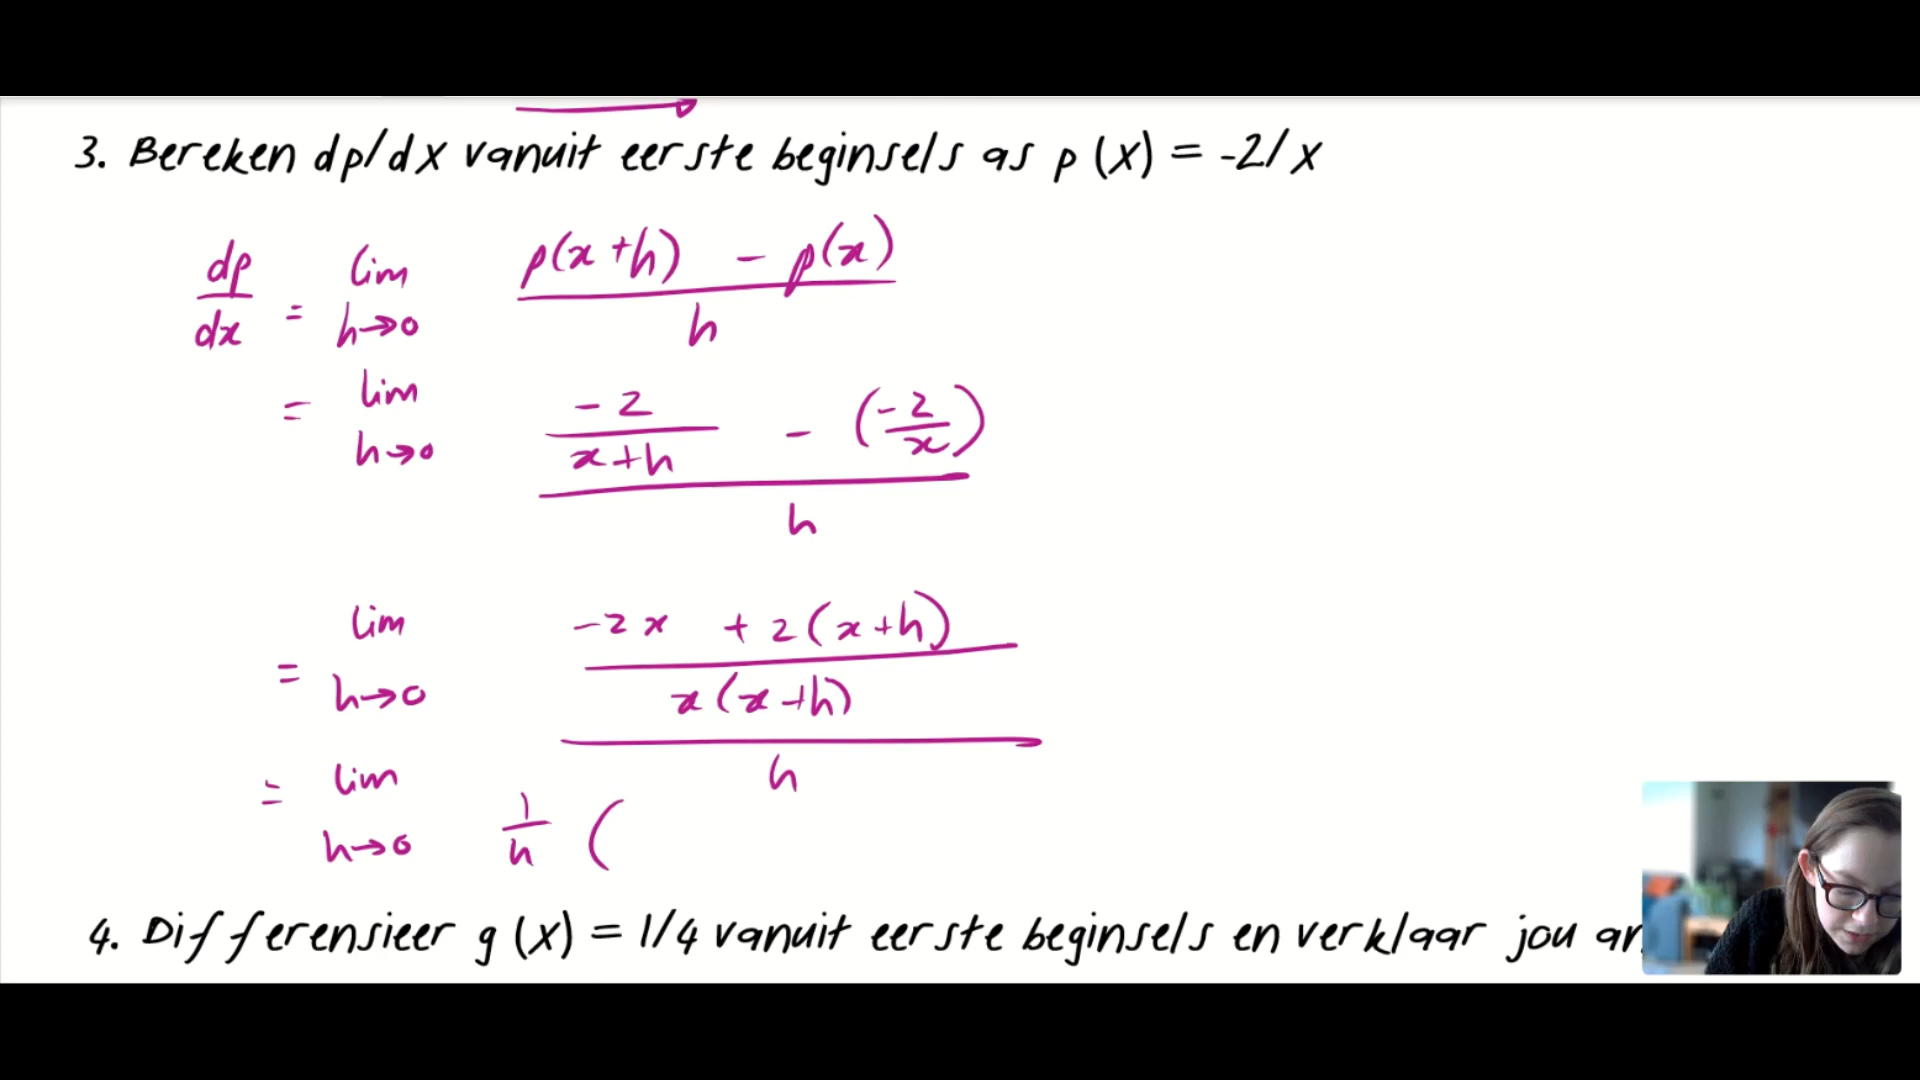 3. Bereken dp/dx vanuit eerste beginsels as p (x) = -2/x
dp/dx = lim h→0 (p(x+h) - p(x))/h
= lim h→0 (-2/(x+h) - (-2/x))/h
= lim h→0 ((-2x + 2(x+h))/(x(x+h)))/h
= lim h→0 1/h (
4. Differensieer g (x) = 1/4 vanuit eerste beginsels en verklaar jou